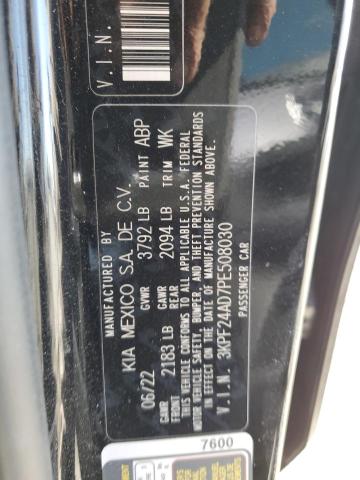 MANUFACTURED BY
KIA MEXICO S.A. DE C.V.
06/22 GVWR 3792 LB PAINT ABP
GAWR FRONT 2183 LB GAWR REAR 2094 LB TRIM WK
THIS VEHICLE CONFORMS TO ALL APPLICABLE U.S.A. FEDERAL
MOTOR VEHICLE SAFETY, BUMPER, AND THEFT PREVENTION STANDARDS
IN EFFECT ON THE DATE OF MANUFACTURE SHOWN ABOVE.
V.I.N. 3KPF24AD7PE508030
PASSENGER CAR
V.I.N.
7600